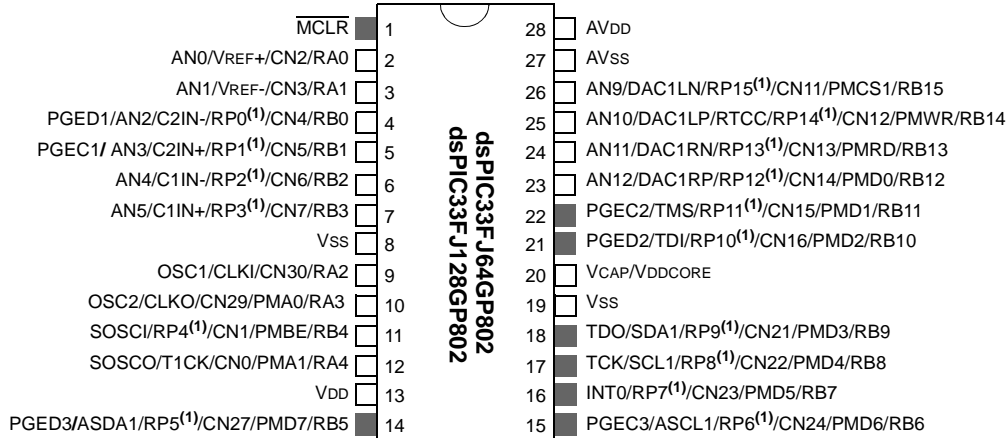 MCLR 1 28 AVDD
AN0/VREF+/CN2/RA0 2 27 AVSS
AN1/VREF-/CN3/RA1 3 26 AN9/DAC1LN/RP15(1)/CN11/PMCS1/RB15
PGED1/AN2/C2IN-/RP0(1)/CN4/RB0 4 25 AN10/DAC1LP/RTCC/RP14(1)/CN12/PMWR/RB14
PGEC1/ AN3/C2IN+/RP1(1)/CN5/RB1 5 24 AN11/DAC1RN/RP13(1)/CN13/PMRD/RB13
AN4/C1IN-/RP2(1)/CN6/RB2 6 23 AN12/DAC1RP/RP12(1)/CN14/PMD0/RB12
AN5/C1IN+/RP3(1)/CN7/RB3 7 22 PGEC2/TMS/RP11(1)/CN15/PMD1/RB11
VSS 8 21 PGED2/TDI/RP10(1)/CN16/PMD2/RB10
OSC1/CLKI/CN30/RA2 9 20 VCAP/VDDCORE
OSC2/CLKO/CN29/PMA0/RA3 10 19 VSS
SOSCI/RP4(1)/CN1/PMBE/RB4 11 18 TDO/SDA1/RP9(1)/CN21/PMD3/RB9
SOSCO/T1CK/CN0/PMA1/RA4 12 17 TCK/SCL1/RP8(1)/CN22/PMD4/RB8
VDD 13 16 INT0/RP7(1)/CN23/PMD5/RB7
PGED3/ASDA1/RP5(1)/CN27/PMD7/RB5 14 15 PGEC3/ASCL1/RP6(1)/CN24/PMD6/RB6
dsPIC33FJ64GP802
dsPIC33FJ128GP802